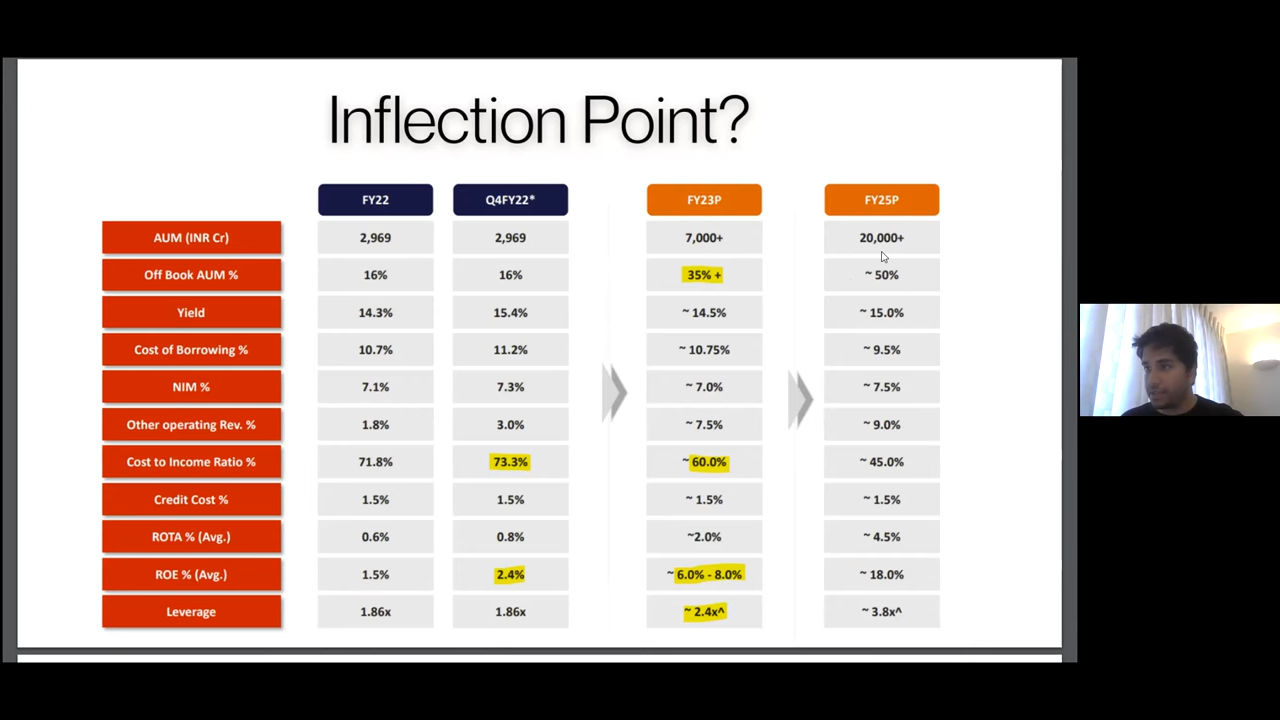 Inflection Point?
FY22 Q4FY22* FY23P FY25P
AUM (INR Cr) 2,969 2,969 7,000+ 20,000+
Off Book AUM % 16% 16% 35% + ~ 50%
Yield 14.3% 15.4% ~ 14.5% ~ 15.0%
Cost of Borrowing % 10.7% 11.2% ~ 10.75% ~ 9.5%
NIM % 7.1% 7.3% ~ 7.0% ~ 7.5%
Other operating Rev. % 1.8% 3.0% ~ 7.5% ~ 9.0%
Cost to Income Ratio % 71.8% 73.3% ~ 60.0% ~ 45.0%
Credit Cost % 1.5% 1.5% ~ 1.5% ~ 1.5%
ROTA % (Avg.) 0.6% 0.8% ~2.0% ~ 4.5%
ROE % (Avg.) 1.5% 2.4% ~ 6.0% - 8.0% ~ 18.0%
Leverage 1.86x 1.86x ~ 2.4x^ ~ 3.8x^